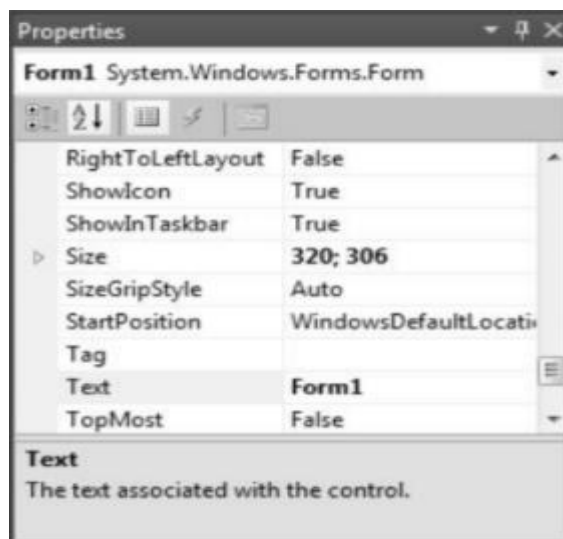 Properties
Form1 System.Windows.Forms.Form
RightToLeftLayout False
ShowIcon True
ShowInTaskbar True
Size 320; 306
SizeGripStyle Auto
StartPosition WindowsDefaultLocati
Tag
Text Form1
TopMost False
Text
The text associated with the control.